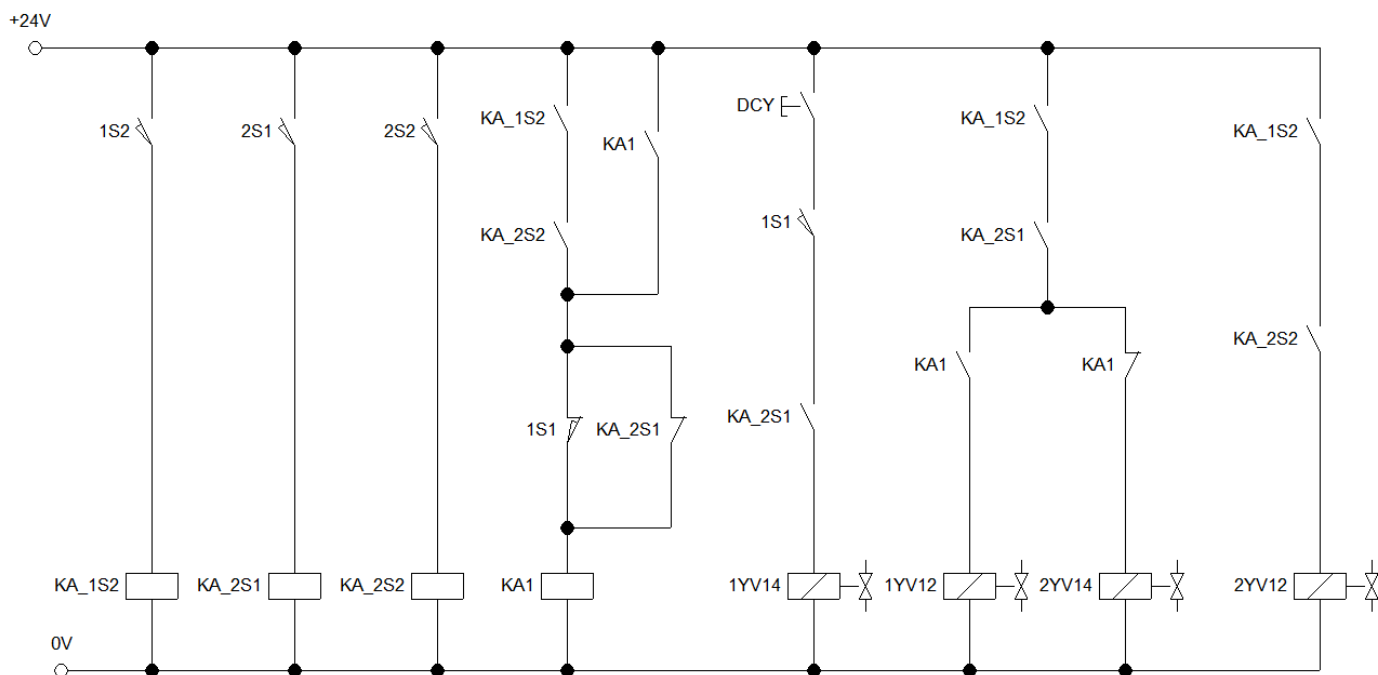 +24V
1S2
2S1
2S2
KA_1S2
KA1
DCY
KA_1S2
KA_1S2
KA_2S2
1S1
KA_2S1
KA_2S2
KA1
KA1
1S1
KA_2S1
KA_2S1
KA_1S2
KA_2S1
KA_2S2
KA1
1YV14
1YV12
2YV14
2YV12
0V